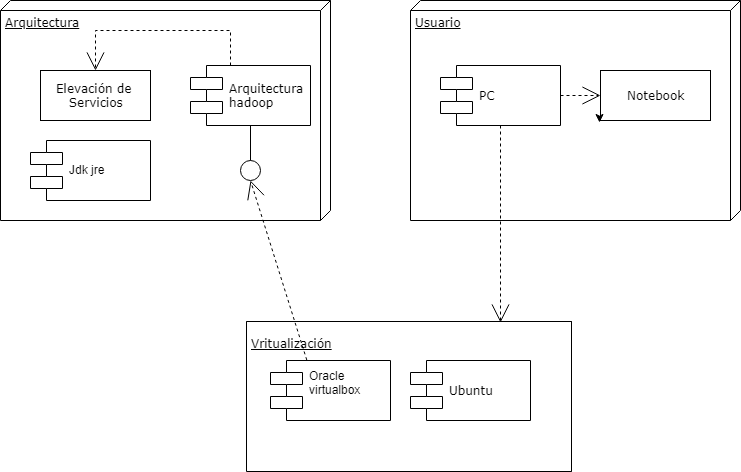 Arquitectura
Elevación de
Servicios
Arquitectura
hadoop
Jdk jre
Usuario
PC
Notebook
Vritualización
Oracle
virtualbox
Ubuntu